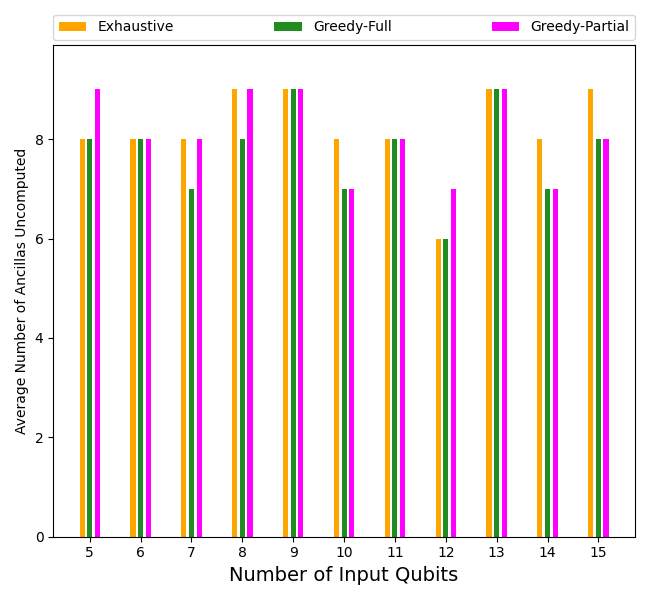 Exhaustive Greedy-Full Greedy-Partial
Average Number of Ancillas Uncomputed
8
6
4
2
0
5 6 7 8 9 10 11 12 13 14 15
Number of Input Qubits